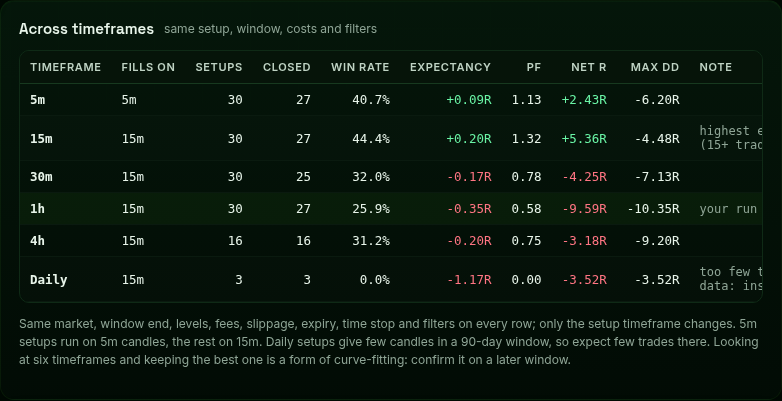 Across timeframes same setup, window, costs and filters
TIMEFRAME FILLS ON SETUPS CLOSED WIN RATE EXPECTANCY PF NET R MAX DD NOTE
5m 5m 30 27 40.7% +0.09R 1.13 +2.43R -6.20R
15m 15m 30 27 44.4% +0.20R 1.32 +5.36R -4.48R highest
(15+
30m 15m 30 25 32.0% -0.17R 0.78 -4.25R -7.13R
1h 15m 30 27 25.9% -0.35R 0.58 -9.59R -10.35R your run
4h 15m 16 16 31.2% -0.20R 0.75 -3.18R -9.20R
Daily 15m 3 3 0.0% -1.17R 0.00 -3.52R -3.52R too few
data:
Same market, window end, levels, fees, slippage, expiry, time stop and filters on every row; only the setup timeframe changes. 5m
setups run on 5m candles, the rest on 15m. Daily setups give few candles in a 90-day window, so expect few trades there. Looking
at six timeframes and keeping the best one is a form of curve-fitting: confirm it on a later window.